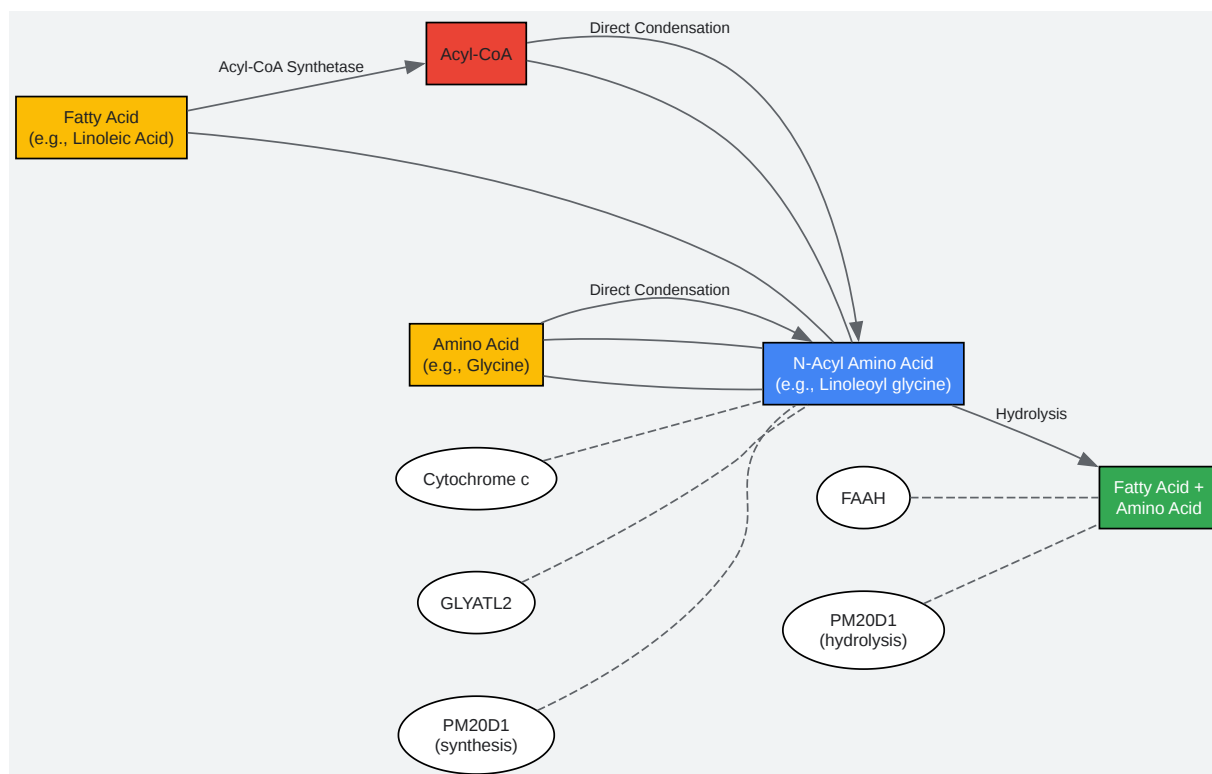 Direct Condensation
Acyl-CoA
Acyl-CoA Synthetase
Fatty Acid
(e.g., Linoleic Acid)
Direct Condensation
Amino Acid
(e.g., Glycine)
N-Acyl Amino Acid
(e.g., Linoleoyl glycine)
Hydrolysis
Cytochrome c
FAAH
Fatty Acid +
Amino Acid
GLYATL2
PM20D1
(hydrolysis)
PM20D1
(synthesis)